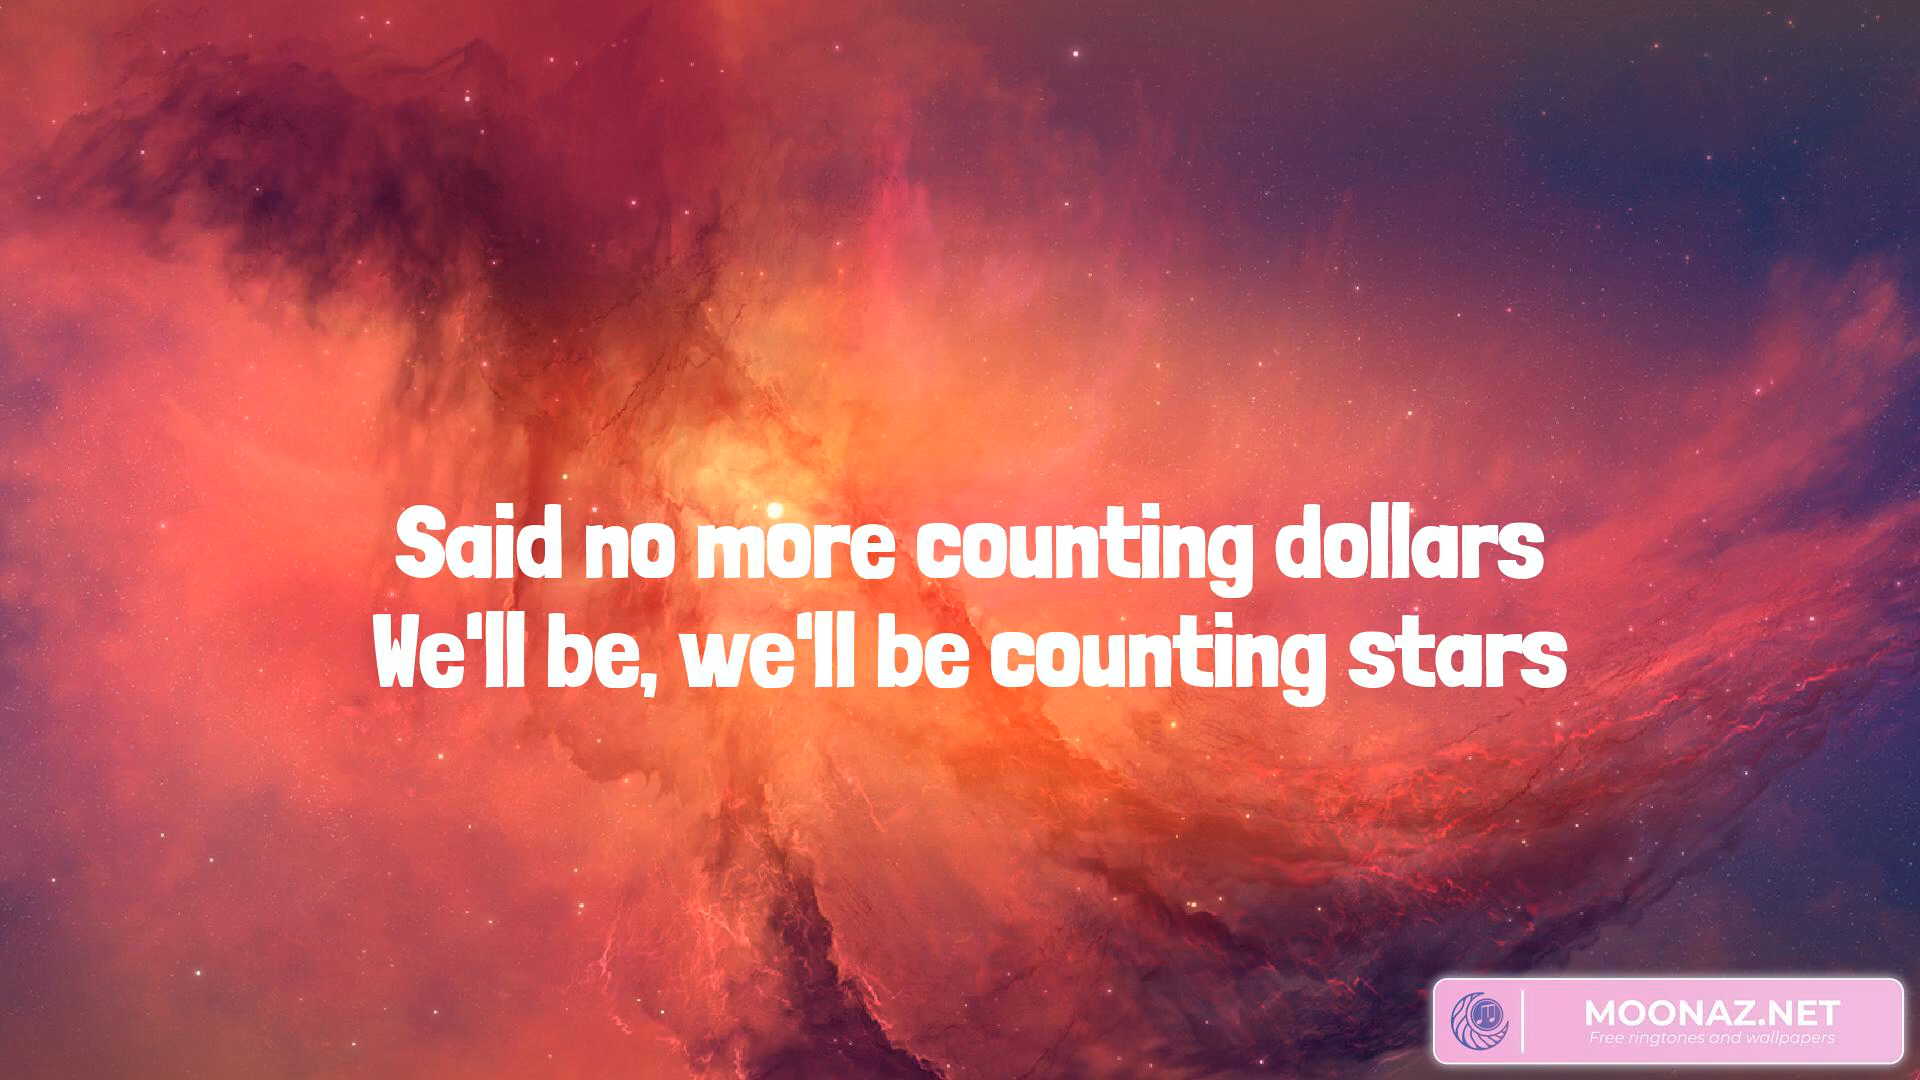 Said no more counting dollars
We'll be, we'll be counting stars
MOONAZ.NET
Free ringtones and wallpapers